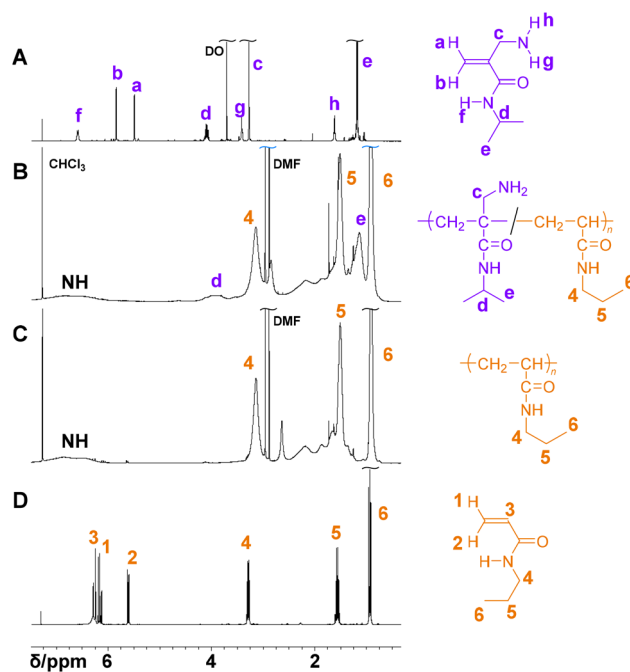 A
DO
f
b
a
d
g
c
h
e
a H
c
N
H h
H g
b H
O
H N
f
d
e
B
CHCl3
DMF
NH
d
4
5
e
6
c
NH2
(CH2 C CH2 CH)n
C=O
C=O
NH
NH
d
e
4
5
6
C
DMF
NH
4
5
6
(CH2 CH)n
C=O
NH
4
5
6
D
3
1
2
4
5
6
1 H
3
2 H
O
H N
4
6
5
δ/ppm 6 4 2